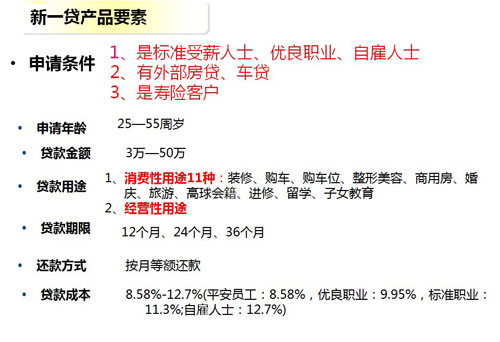 新一贷产品要素
• 申请条件
1、是标准受薪人士、优良职业、自雇人士
2、有外部房贷、车贷
3、是寿险客户
• 申请年龄 25—55周岁
• 贷款金额 3万—50万
• 贷款用途 1、消费性用途11种：装修、购车、购车位、整形美容、商用房、婚
庆、旅游、高球会籍、进修、留学、子女教育
2、经营性用途
• 贷款期限 12个月、24个月、36个月
• 还款方式 按月等额还款
• 贷款成本 8.58%-12.7%(平安员工：8.58%，优良职业：9.95%，标准职业：
11.3%;自雇人士：12.7%)